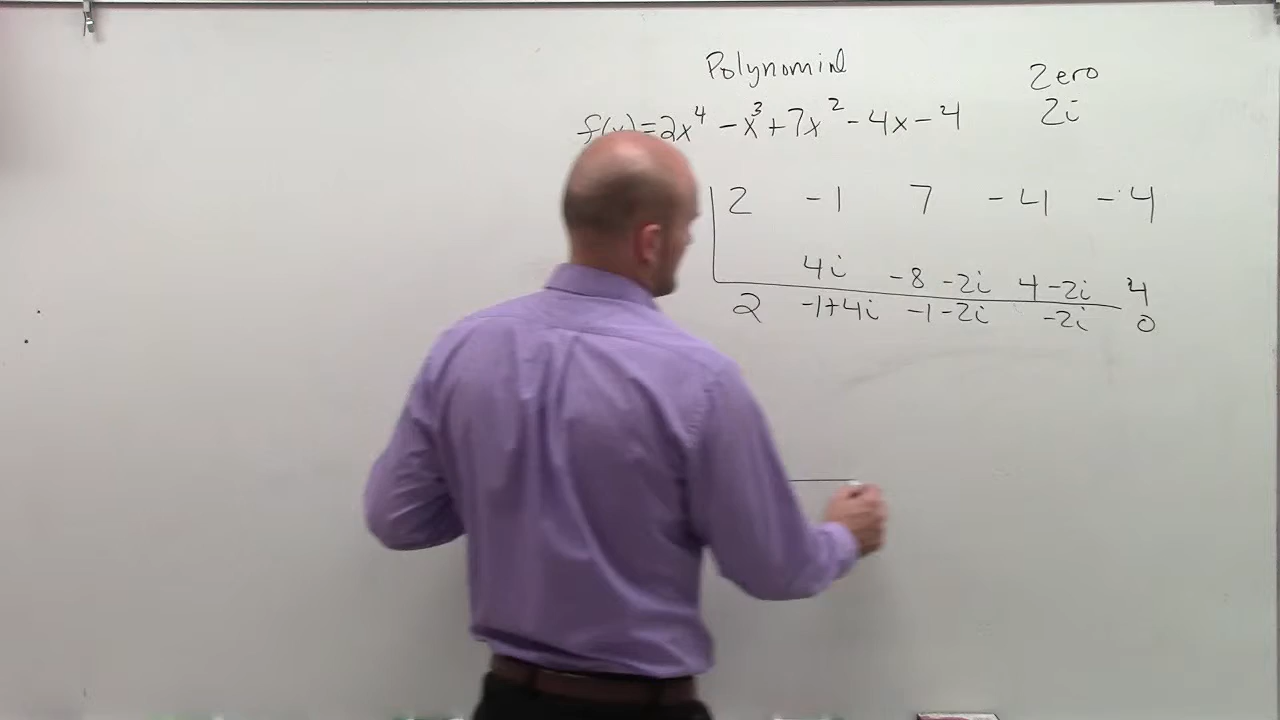 Polynomial
Zero
f(x)=2x⁴ -x³+7x²-4x-4
2i
2 -1 7 -4 -4
4i -8 -2i 4 -2i 4
2 -1+4i -1-2i -2i 0